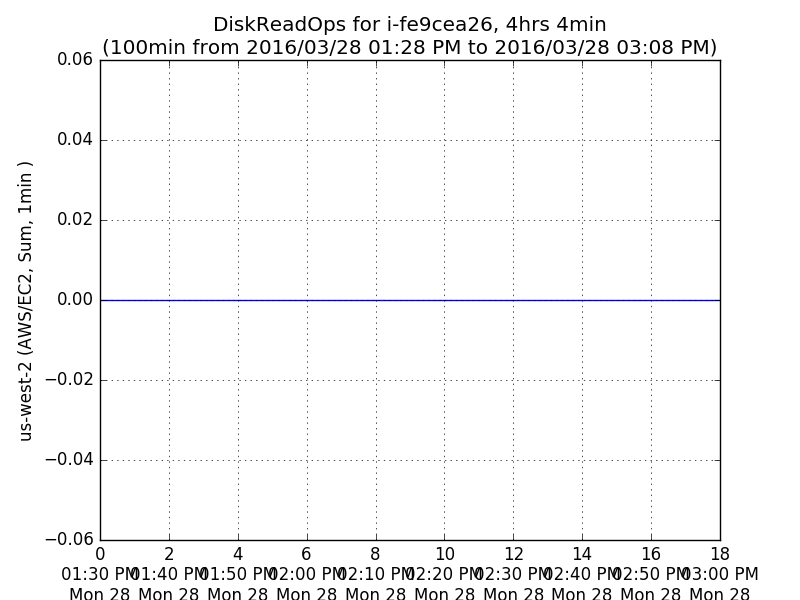 DiskReadOps for i-fe9cea26, 4hrs 4min
(100min from 2016/03/28 01:28 PM to 2016/03/28 03:08 PM)
us-west-2 (AWS/EC2, Sum, 1min )
0.06
0.04
0.02
0.00
−0.02
−0.04
−0.06
0 2 4 6 8 10 12 14 16 18
01:30 PM 01:40 PM 01:50 PM 02:00 PM 02:10 PM 02:20 PM 02:30 PM 02:40 PM 02:50 PM 03:00 PM
Mon 28 Mon 28 Mon 28 Mon 28 Mon 28 Mon 28 Mon 28 Mon 28 Mon 28 Mon 28